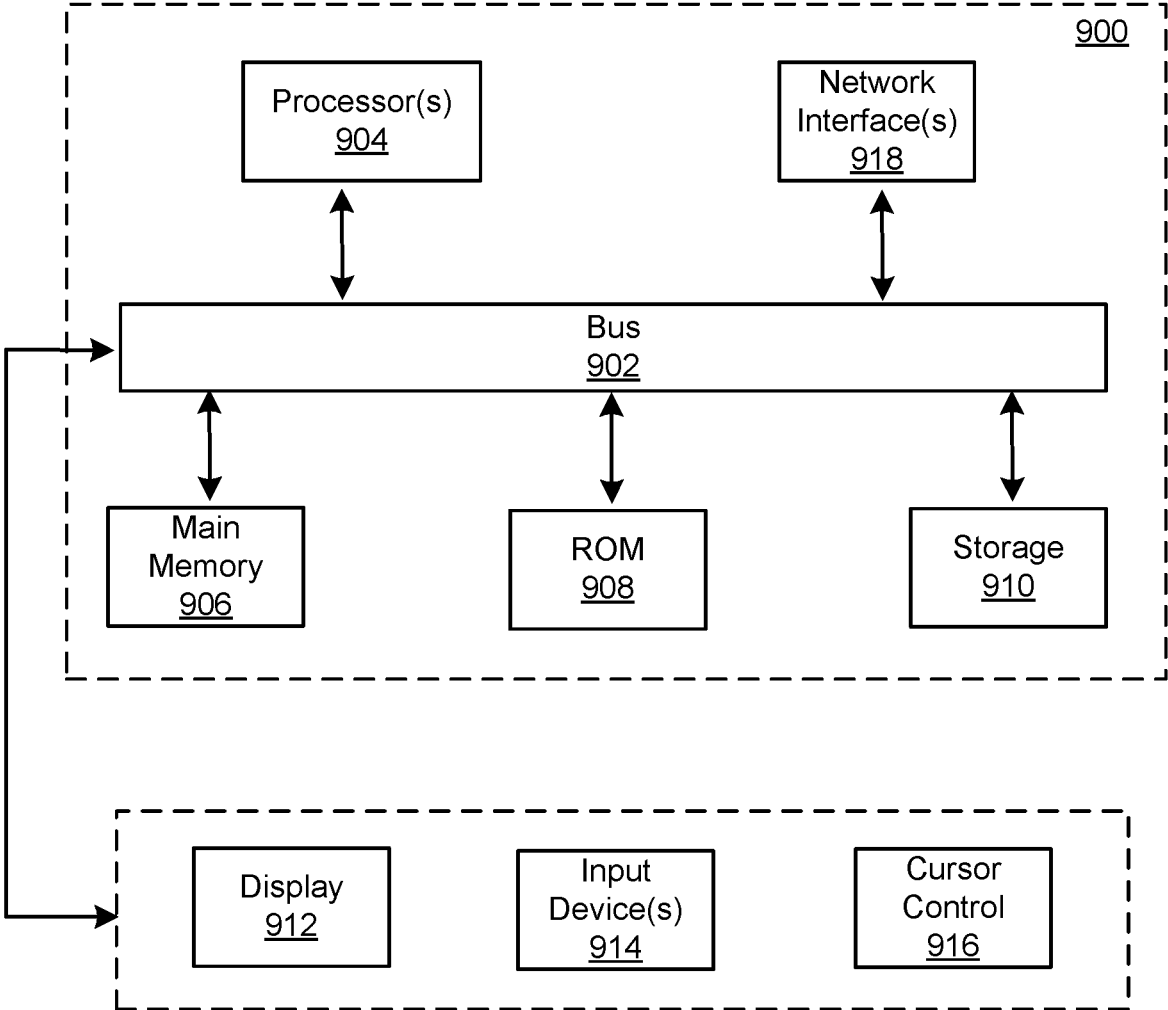 900
Processor(s)
904
Network
Interface(s)
918
Bus
902
Main
Memory
906
ROM
908
Storage
910
Display
912
Input
Device(s)
914
Cursor
Control
916